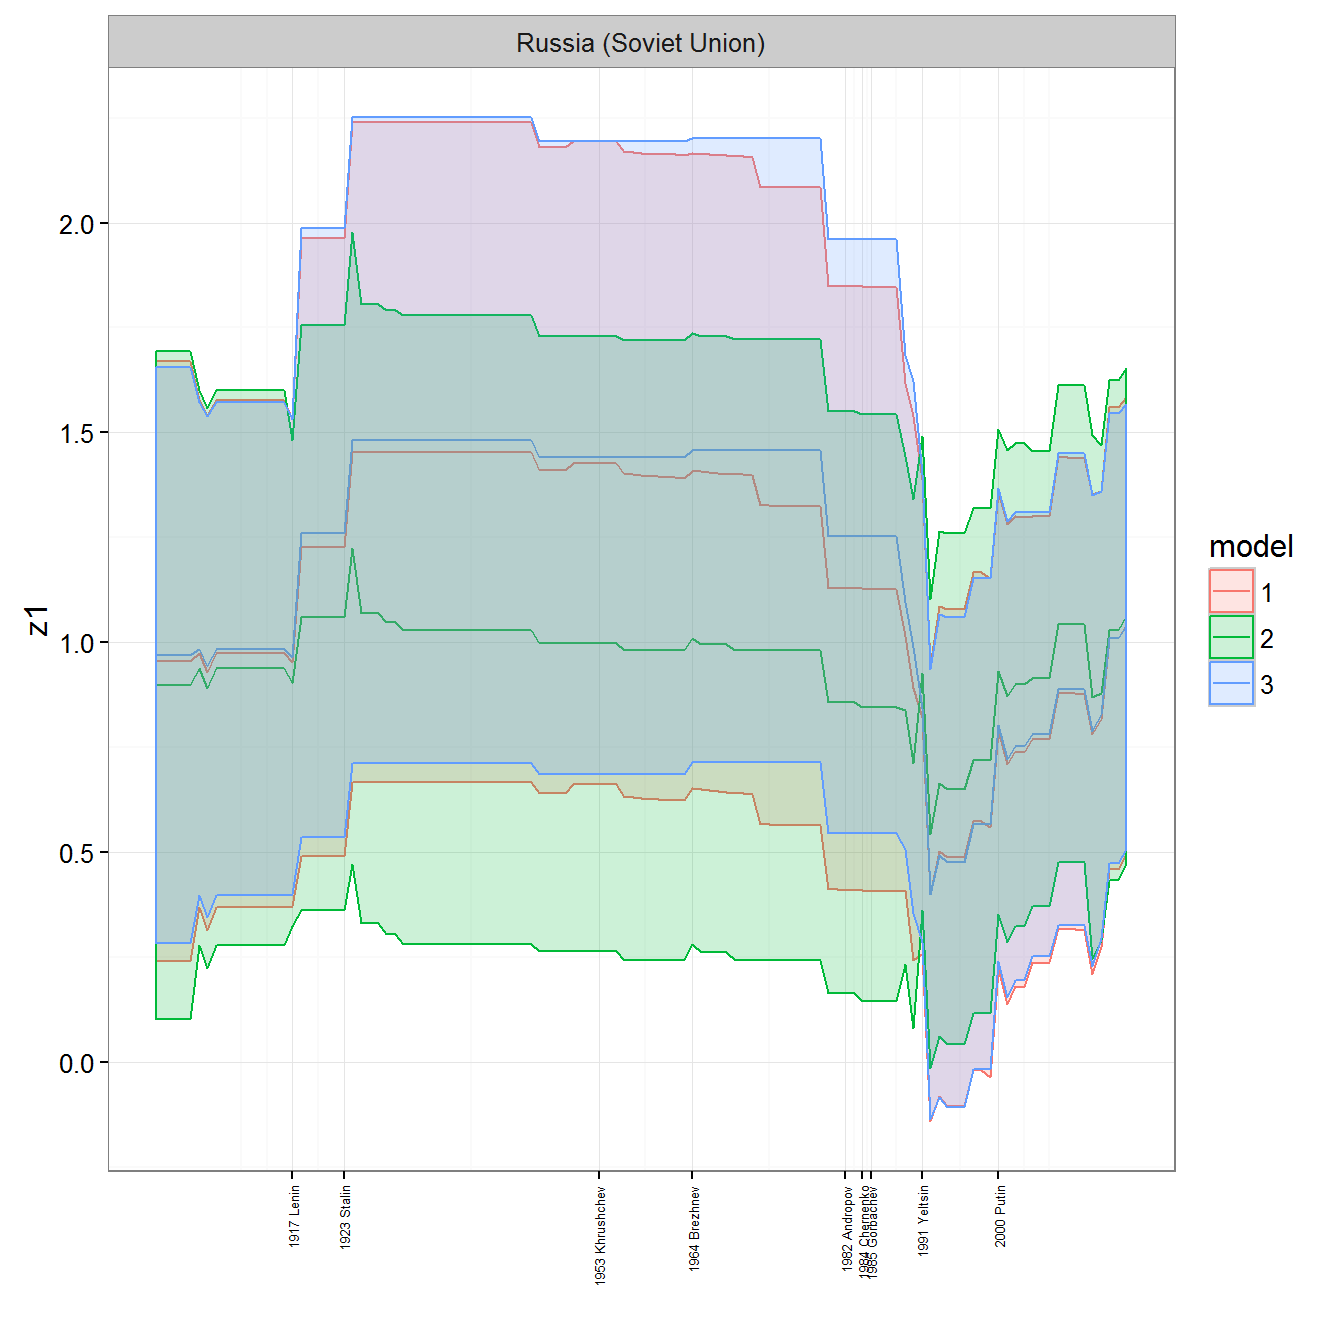 Russia (Soviet Union)
z1
2.0
1.5
1.0
0.5
0.0
1917 Lenin
1923 Stalin
1953 Khrushchev
1964 Brezhnev
1982 Andropov
1984 Chernenko
1985 Gorbachev
1991 Yeltsin
2000 Putin
model
1
2
3